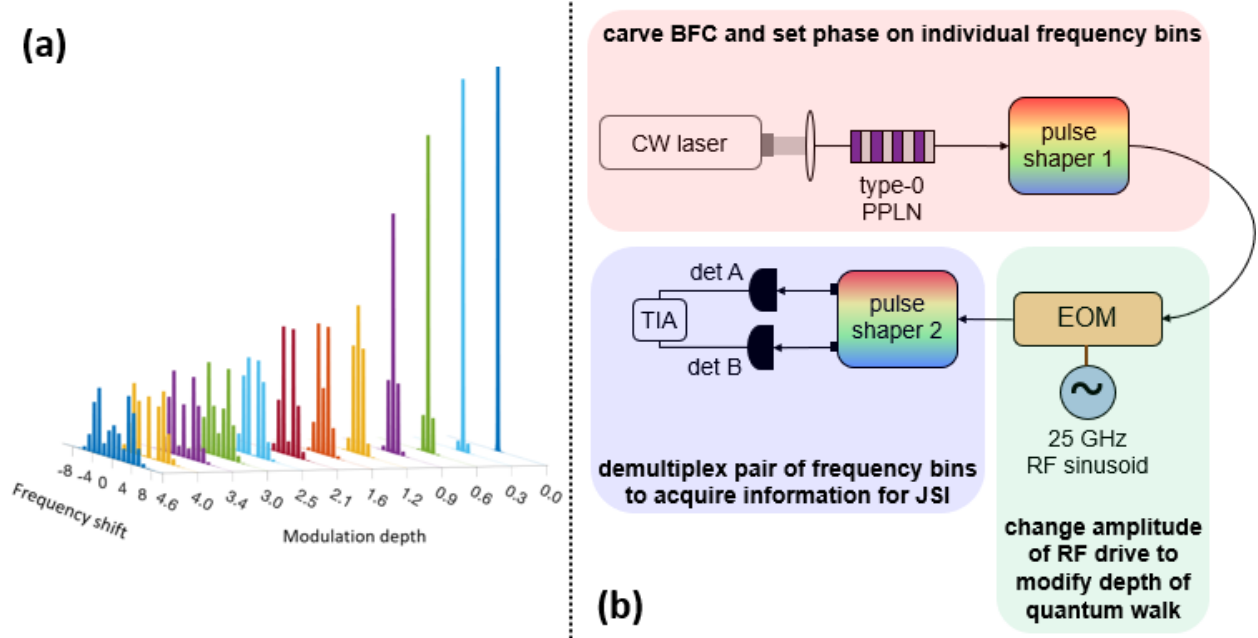 (a)
-8
-4
0
4
8
Frequency shift
4.6
4.0
3.4
3.0
2.5
2.1
1.6
1.2
0.9
0.6
0.3
0.0
Modulation depth
(b)
carve BFC and set phase on individual frequency bins
CW laser
type-0
PPLN
pulse
shaper 1
det A
TIA
det B
pulse
shaper 2
demultiplex pair of frequency bins
to acquire information for JSI
EOM
~
25 GHz
RF sinusoid
change amplitude
of RF drive to
modify depth of
quantum walk